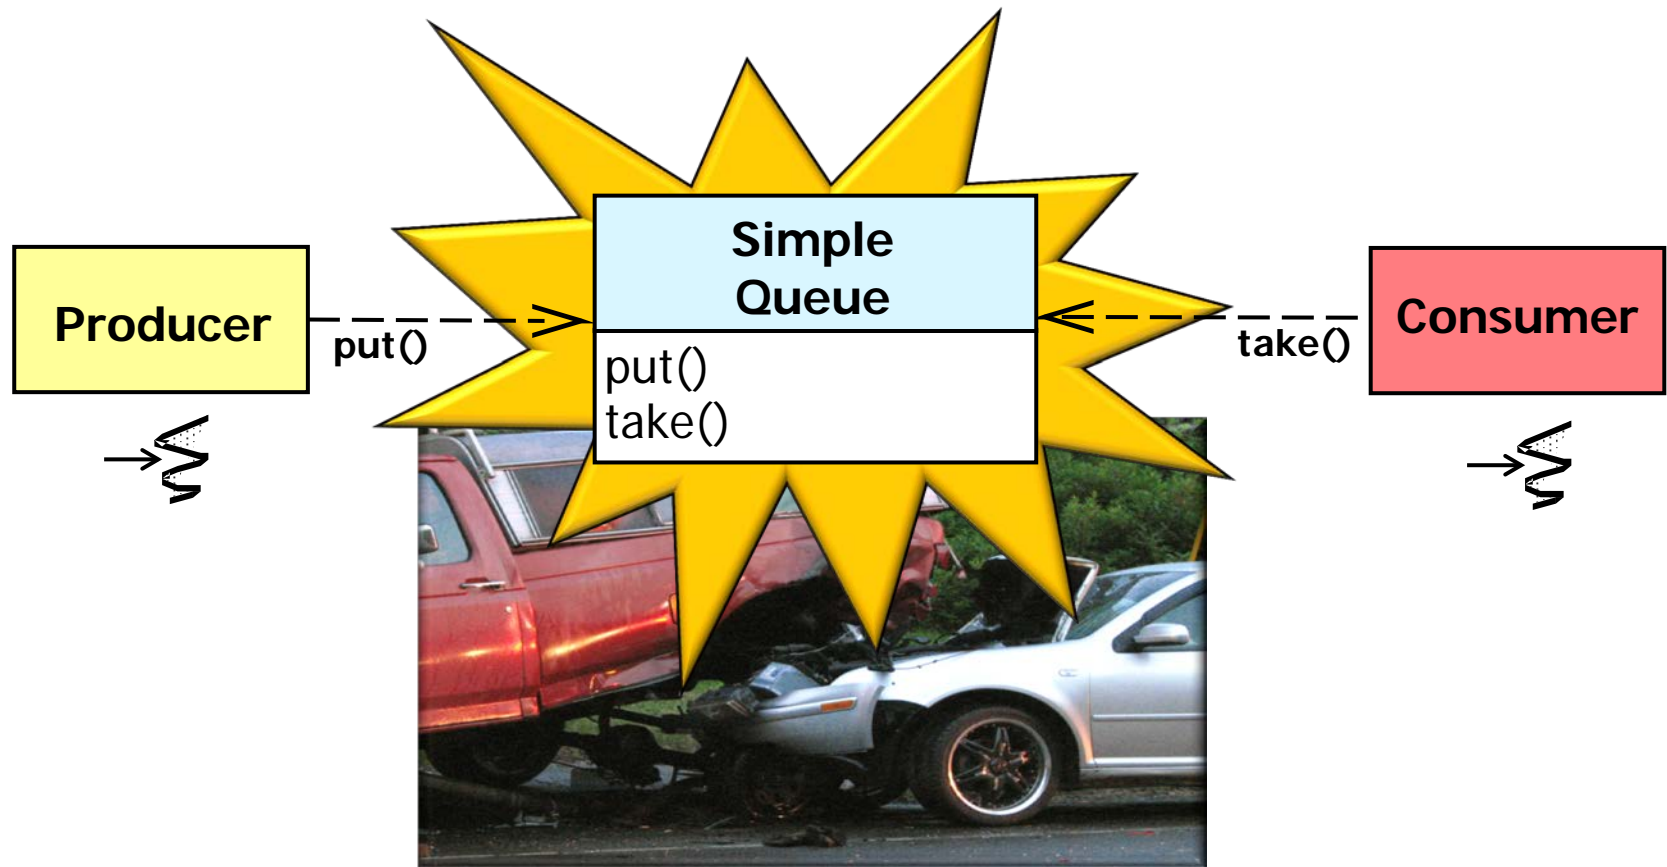 Simple
Queue
Producer
put()
put()
take()
take()
Consumer